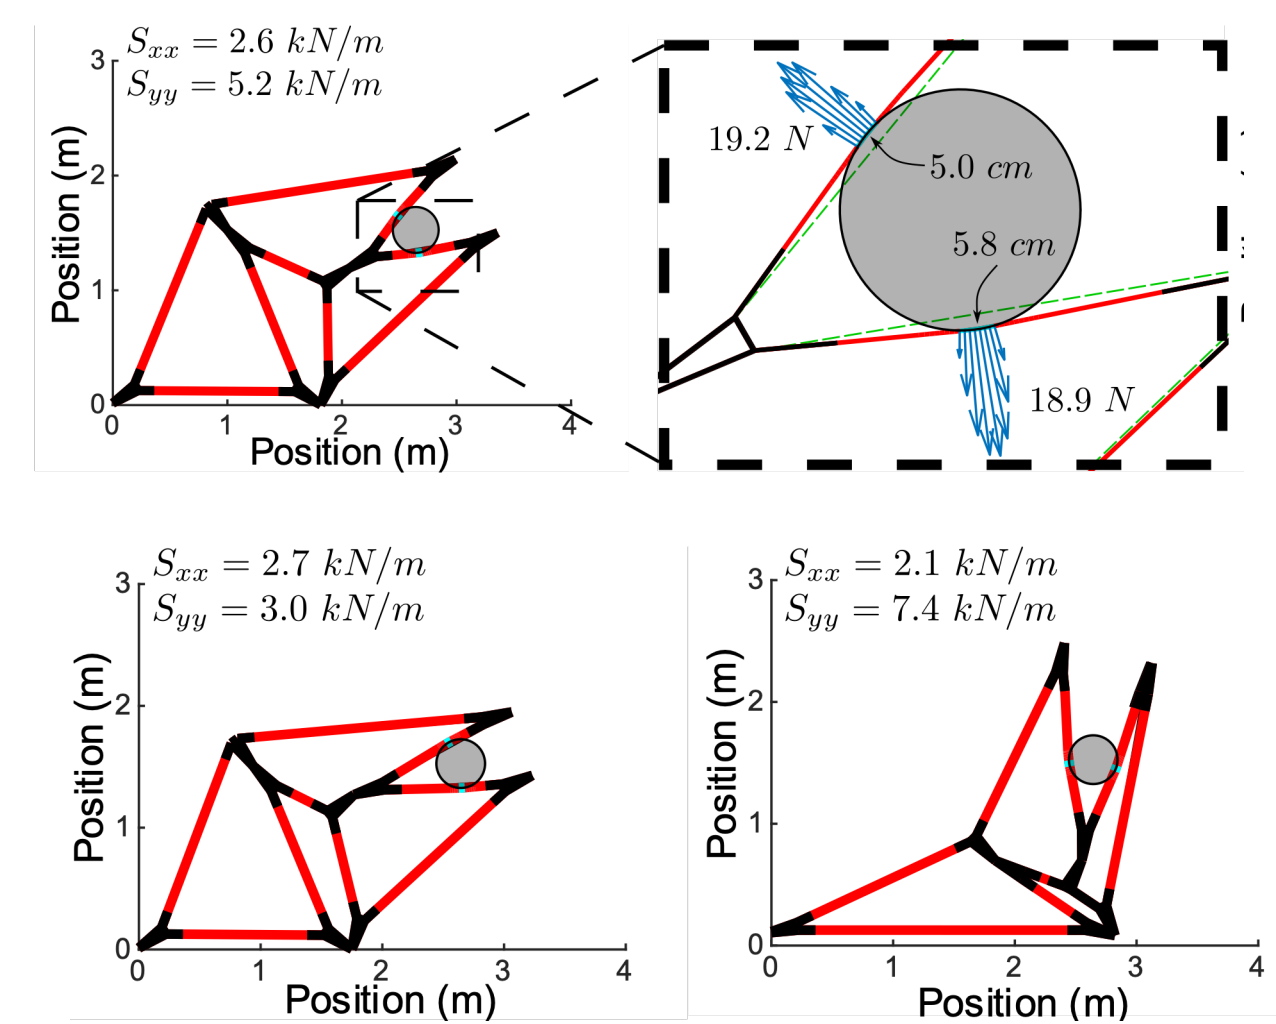 S_xx = 2.6 kN/m
S_yy = 5.2 kN/m
3
2
1
0
Position (m)
0 1 2 3 4
Position (m)
19.2 N
5.0 cm
5.8 cm
18.9 N
S_xx = 2.7 kN/m
S_yy = 3.0 kN/m
3
2
1
0
Position (m)
0 1 2 3 4
Position (m)
S_xx = 2.1 kN/m
S_yy = 7.4 kN/m
3
2
1
0
Position (m)
0 1 2 3 4
Position (m)